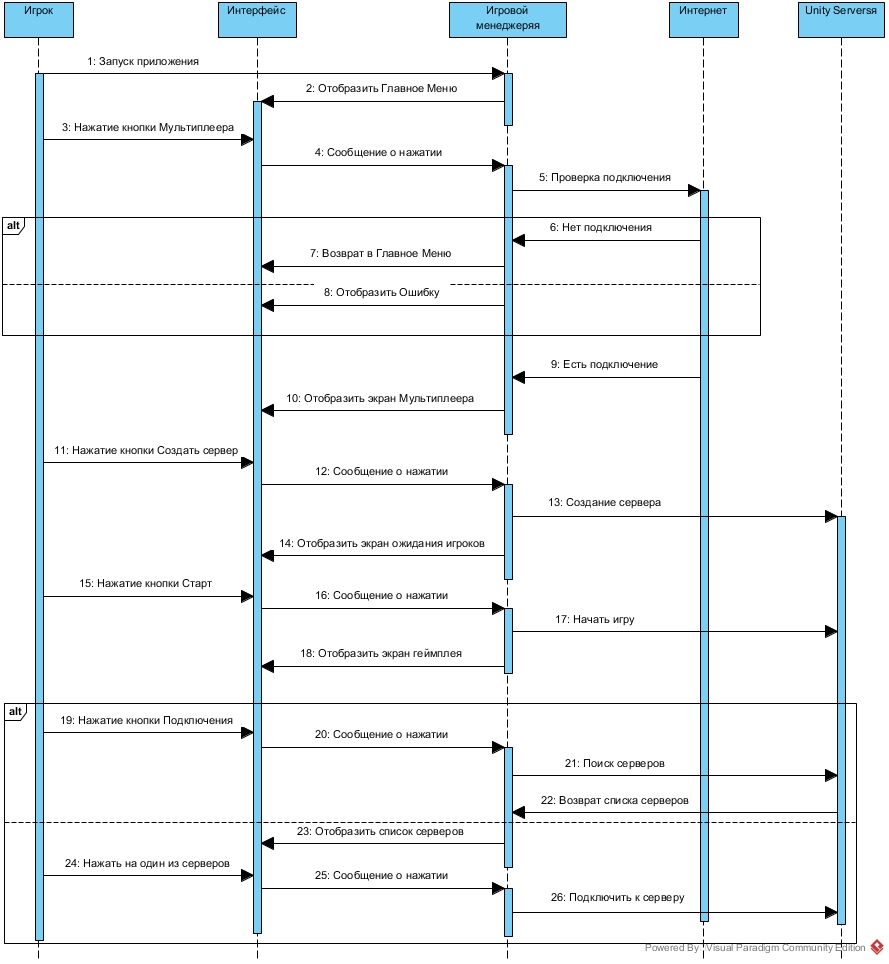 Игрок
Интерфейс
Игровой
менеджеряя
Интернет
Unity Serversя
1: Запуск приложения
2: Отобразить Главное Меню
3: Нажатие кнопки Мультиплеера
4: Сообщение о нажатии
5: Проверка подключения
alt
6: Нет подключения
7: Возврат в Главное Меню
8: Отобразить Ошибку
9: Есть подключение
10: Отобразить экран Мультиплеера
11: Нажатие кнопки Создать сервер
12: Сообщение о нажатии
13: Создание сервера
14: Отобразить экран ожидания игроков
15: Нажатие кнопки Старт
16: Сообщение о нажатии
17: Начать игру
18: Отобразить экран геймплея
alt
19: Нажатие кнопки Подключения
20: Сообщение о нажатии
21: Поиск серверов
22: Возврат списка серверов
23: Отобразить список серверов
24: Нажать на один из серверов
25: Сообщение о нажатии
26: Подключить к серверу
Powered By Visual Paradigm Community Edition